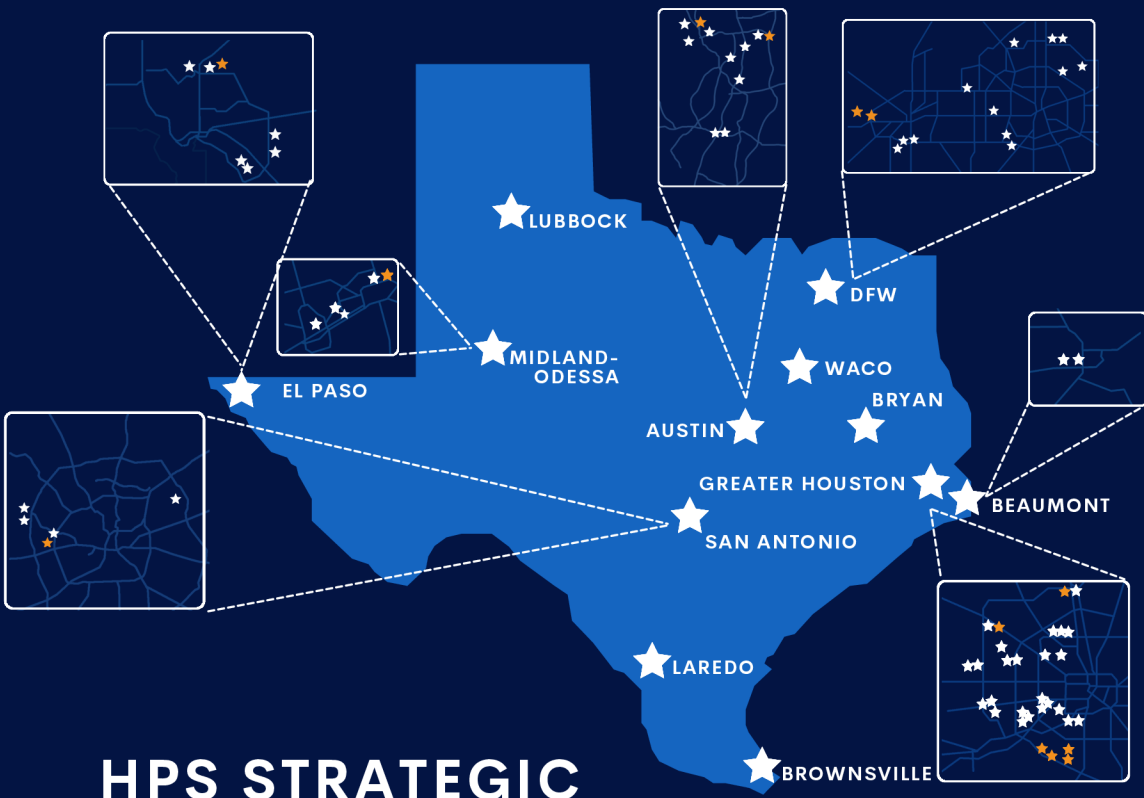 LUBBOCK
DFW
MIDLAND-
ODESSA
WACO
EL PASO
BRYAN
AUSTIN
GREATER HOUSTON
BEAUMONT
SAN ANTONIO
LAREDO
BROWNSVILLE
HPS STRATEGIC